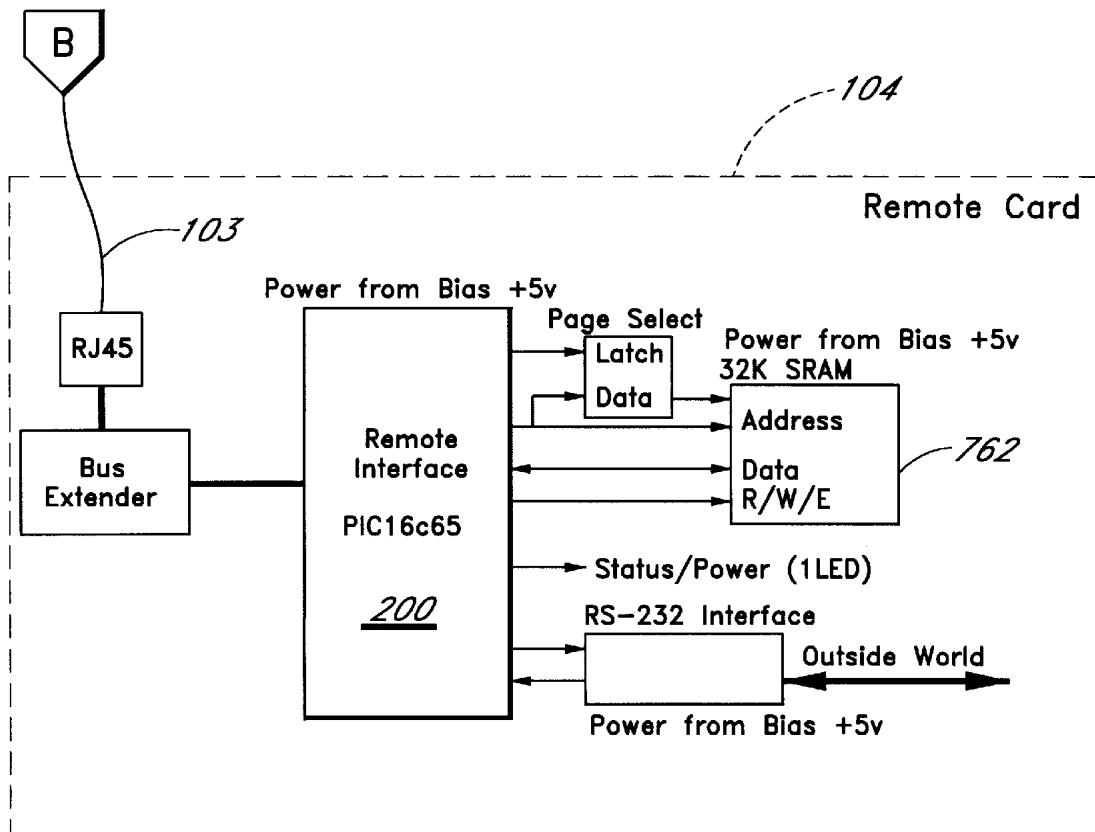 B
104
Remote Card
103
Power from Bias +5v
Page Select
RJ45
Latch
Data
Power from Bias +5v
32K SRAM
Address
Data
R/W/E
762
Bus
Extender
Remote
Interface
PIC16c65
200
Status/Power (1LED)
RS-232 Interface
Outside World
Power from Bias +5v